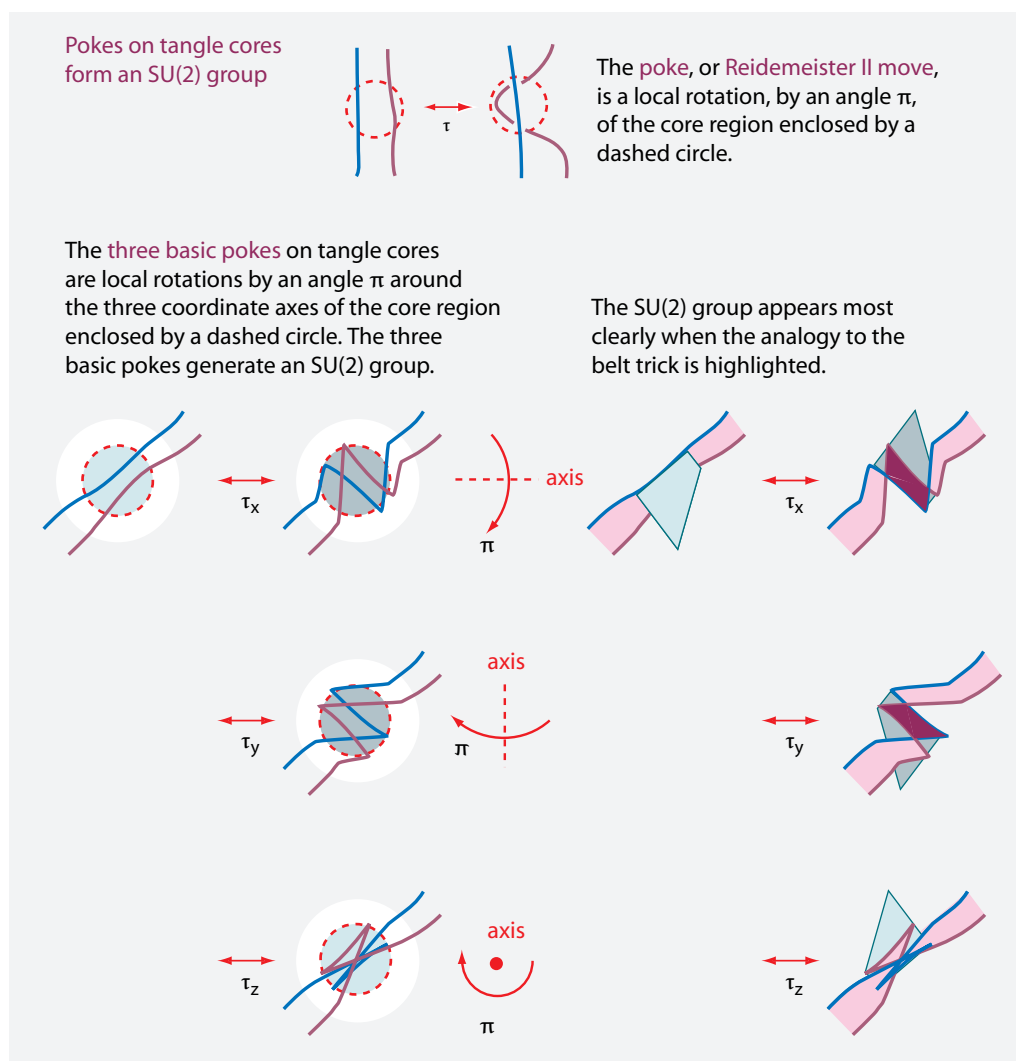 Pokes on tangle cores
form an SU(2) group
τ
The poke, or Reidemeister II move,
is a local rotation, by an angle π,
of the core region enclosed by a
dashed circle.
The three basic pokes on tangle cores
are local rotations by an angle π around
the three coordinate axes of the core region
enclosed by a dashed circle. The three
basic pokes generate an SU(2) group.
The SU(2) group appears most
clearly when the analogy to the
belt trick is highlighted.
τx
axis
π
τx
τy
axis
π
τy
τz
axis
π
τz